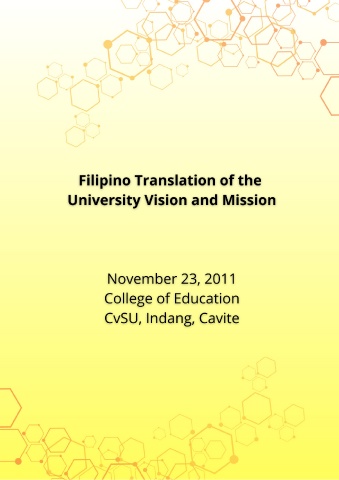 Filipino Translation of the
University Vision and Mission
November 23, 2011
College of Education
CvSU, Indang, Cavite